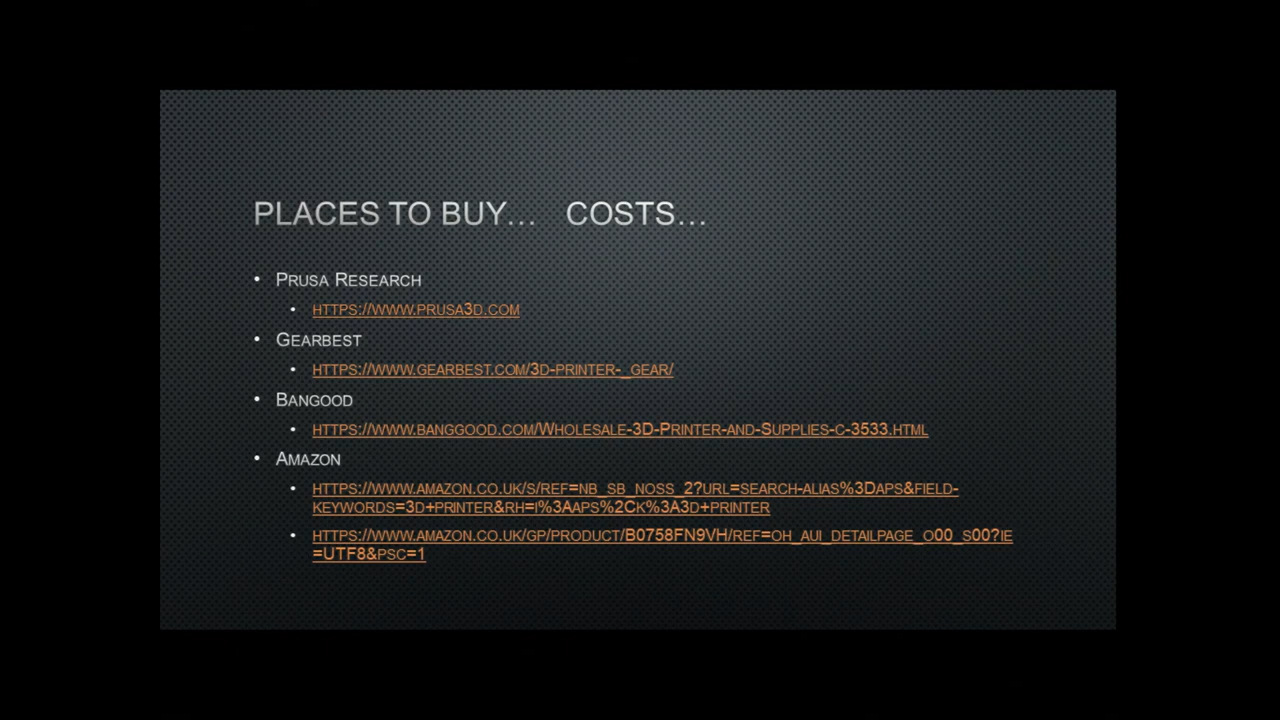 PLACES TO BUY... COSTS...
• PRUSA RESEARCH
• HTTPS://WWW.PRUSA3D.COM
• GEARBEST
• HTTPS://WWW.GEARBEST.COM/3D-PRINTER-_GEAR/
• BANGOOD
• HTTPS://WWW.BANGGOOD.COM/WHOLESALE-3D-PRINTER-AND-SUPPLIES-C-3533.HTML
• AMAZON
• HTTPS://WWW.AMAZON.CO.UK/S/REF=NB_SB_NOSS_2?URL=SEARCH-ALIAS%3DAPS&FIELD-
KEYWORDS=3D+PRINTER&RH=I%3AAPS%2CK%3A3D+PRINTER
• HTTPS://WWW.AMAZON.CO.UK/GP/PRODUCT/B0758FN9VH/REF=OH_AUI_DETAILPAGE_O00_S00?IE
=UTF8&PSC=1